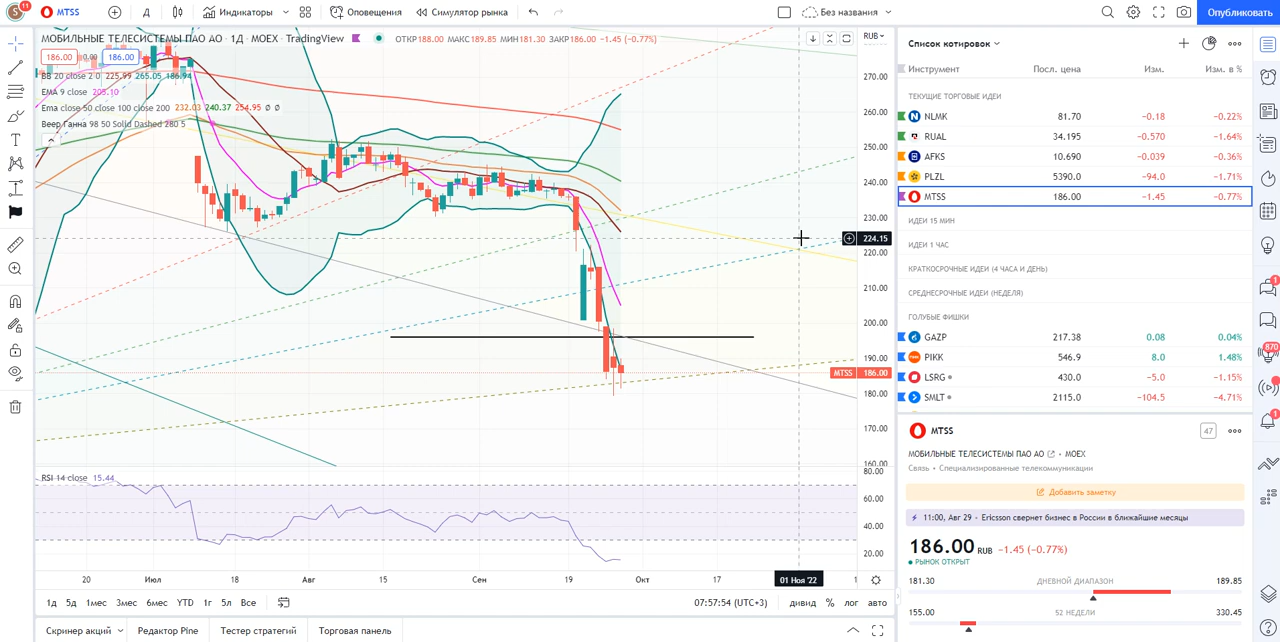 11 MTSS Д Индикаторы Оповещения Симулятор рынка Без названия Опубликовать
МОБИЛЬНЫЕ ТЕЛЕСИСТЕМЫ ПАО АО · 1Д · MOEX · TradingView ОТКР188.00 МАКС189.85 МИН181.30 ЗАКР186.00 −1.45 (−0.77%)
RUB
186.00 0.00 186.00
BB 20 close 2 0 225.99 265.05 186.94
EMA 9 close 205.10
Ema close 50 close 100 close 200 232.03 240.37 254.95 ∅ ∅
Веер Ганна 98 50 Solid Dashed 280 5
270.00
260.00
250.00
240.00
230.00
224.15
220.00
200.00
190.00
MTSS 186.00
180.00
170.00
160.00
RSI 14 close 15.44
80.00
60.00
40.00
20.00
20 Июл 18 Авг 15 Сен 19 Окт 17 01 Ноя '22
1д 5д 1мес 3мес 6мес YTD 1г 5л Все
07:57:54 (UTC+3) дивид % лог авто
Скринер акций Редактор Pine Тестер стратегий Торговая панель
Список котировок
Инструмент Посл. цена Изм. Изм. в %
ТЕКУЩИЕ ТОРГОВЫЕ ИДЕИ
NLMK 81.70 −0.18 −0.22%
RUAL 34.195 −0.570 −1.64%
AFKS 10.690 −0.039 −0.36%
PLZL 5390.0 −94.0 −1.71%
MTSS 186.00 −1.45 −0.77%
ИДЕИ 15 МИН
ИДЕИ 1 ЧАС
КРАТКОСРОЧНЫЕ ИДЕИ (4 ЧАСА И ДЕНЬ)
СРЕДНЕСРОЧНЫЕ ИДЕИ (НЕДЕЛЯ)
ГОЛУБЫЕ ФИШКИ
GAZP 217.38 0.08 0.04%
PIKK 546.9 8.0 1.48%
LSRG 430.0 −5.0 −1.15%
SMLT 2115.0 −104.5 −4.71%
MTSS 47
МОБИЛЬНЫЕ ТЕЛЕСИСТЕМЫ ПАО АО • MOEX
Связь • Специализированные телекоммуникации
Добавить заметку
11:00, Авг 29 • Ericsson свернет бизнес в России в ближайшие месяцы
186.00 RUB −1.45 (−0.77%)
РЫНОК ОТКРЫТ
181.30 ДНЕВНОЙ ДИАПАЗОН 189.85
155.00 52 НЕДЕЛИ 330.45
1
870
1